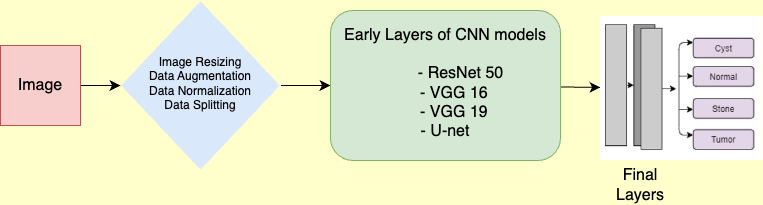 Image
Image Resizing
Data Augmentation
Data Normalization
Data Splitting
Early Layers of CNN models
- ResNet 50
- VGG 16
- VGG 19
- U-net
Cyst
Normal
Stone
Tumor
Final
Layers